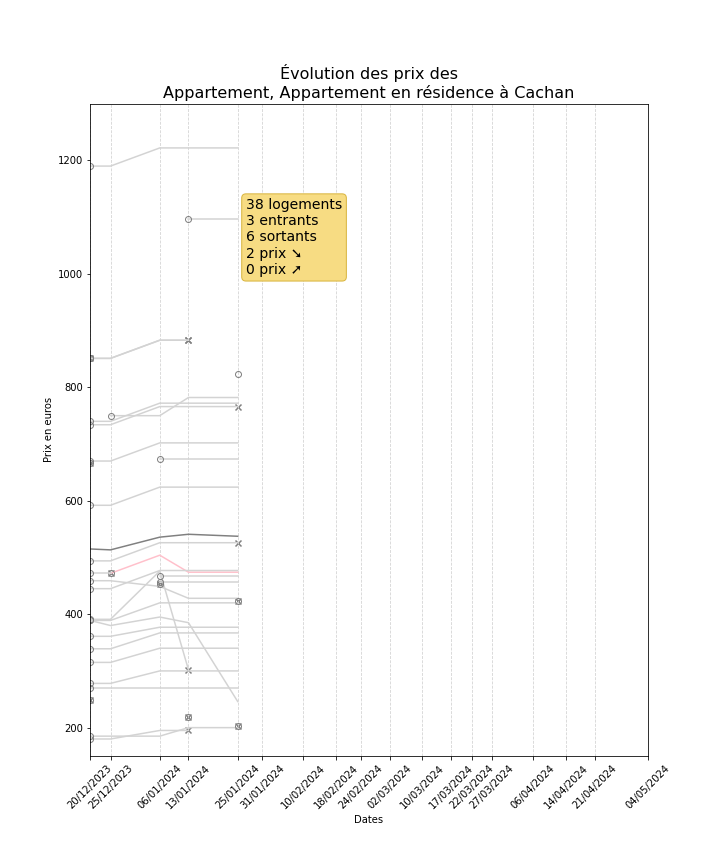 Évolution des prix des
Appartement, Appartement en résidence à Cachan
1200
1000
800
600
400
200
Prix en euros
38 logements
3 entrants
6 sortants
2 prix ↘
0 prix ↗
20/12/2023
25/12/2023
06/01/2024
13/01/2024
25/01/2024
31/01/2024
10/02/2024
18/02/2024
24/02/2024
02/03/2024
10/03/2024
17/03/2024
22/03/2024
27/03/2024
06/04/2024
14/04/2024
21/04/2024
04/05/2024
Dates